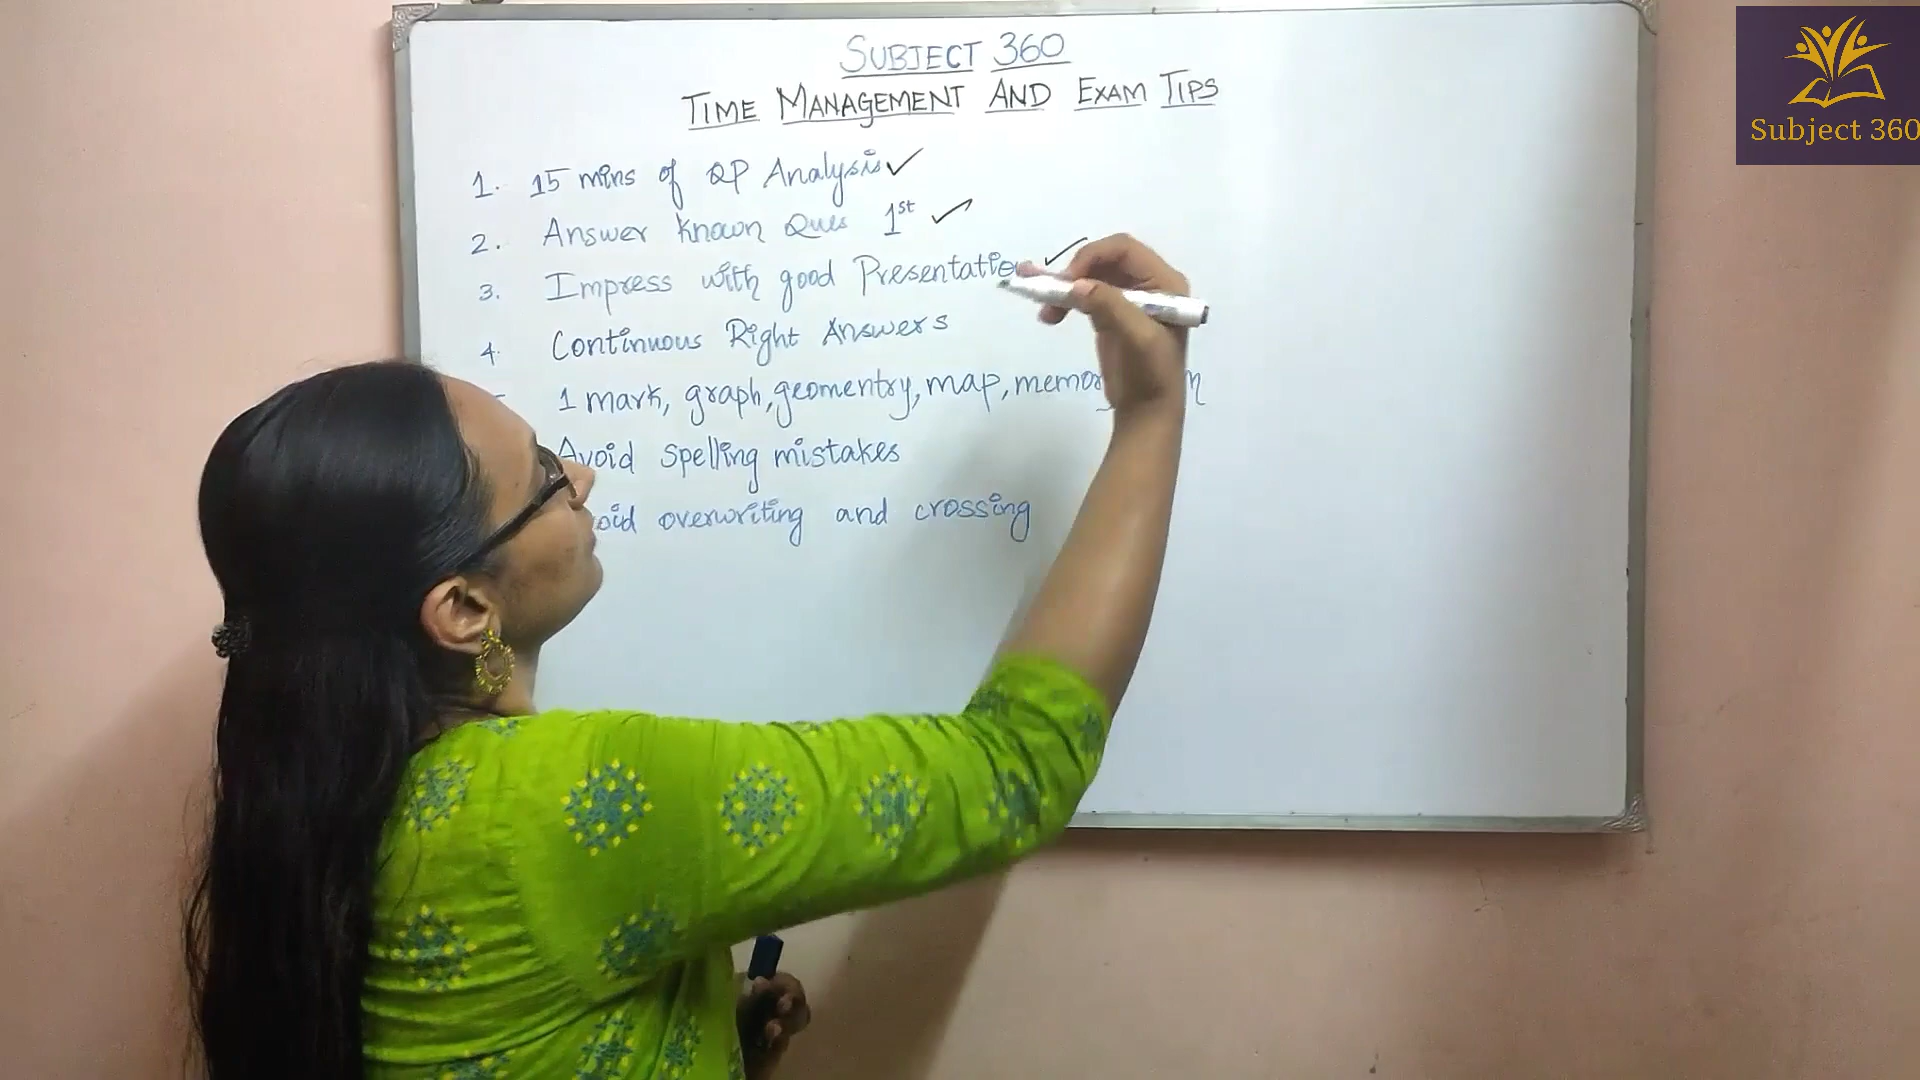 SUBJECT 360
TIME MANAGEMENT AND EXAM TIPS
1. 15 mins of QP Analysis
2. Answer known Ques 1st
3. Impress with good Presentation
4. Continuous Right Answers
1 mark, graph, geomentry, map,
Avoid spelling mistakes
overwriting and crossing
Subject 360